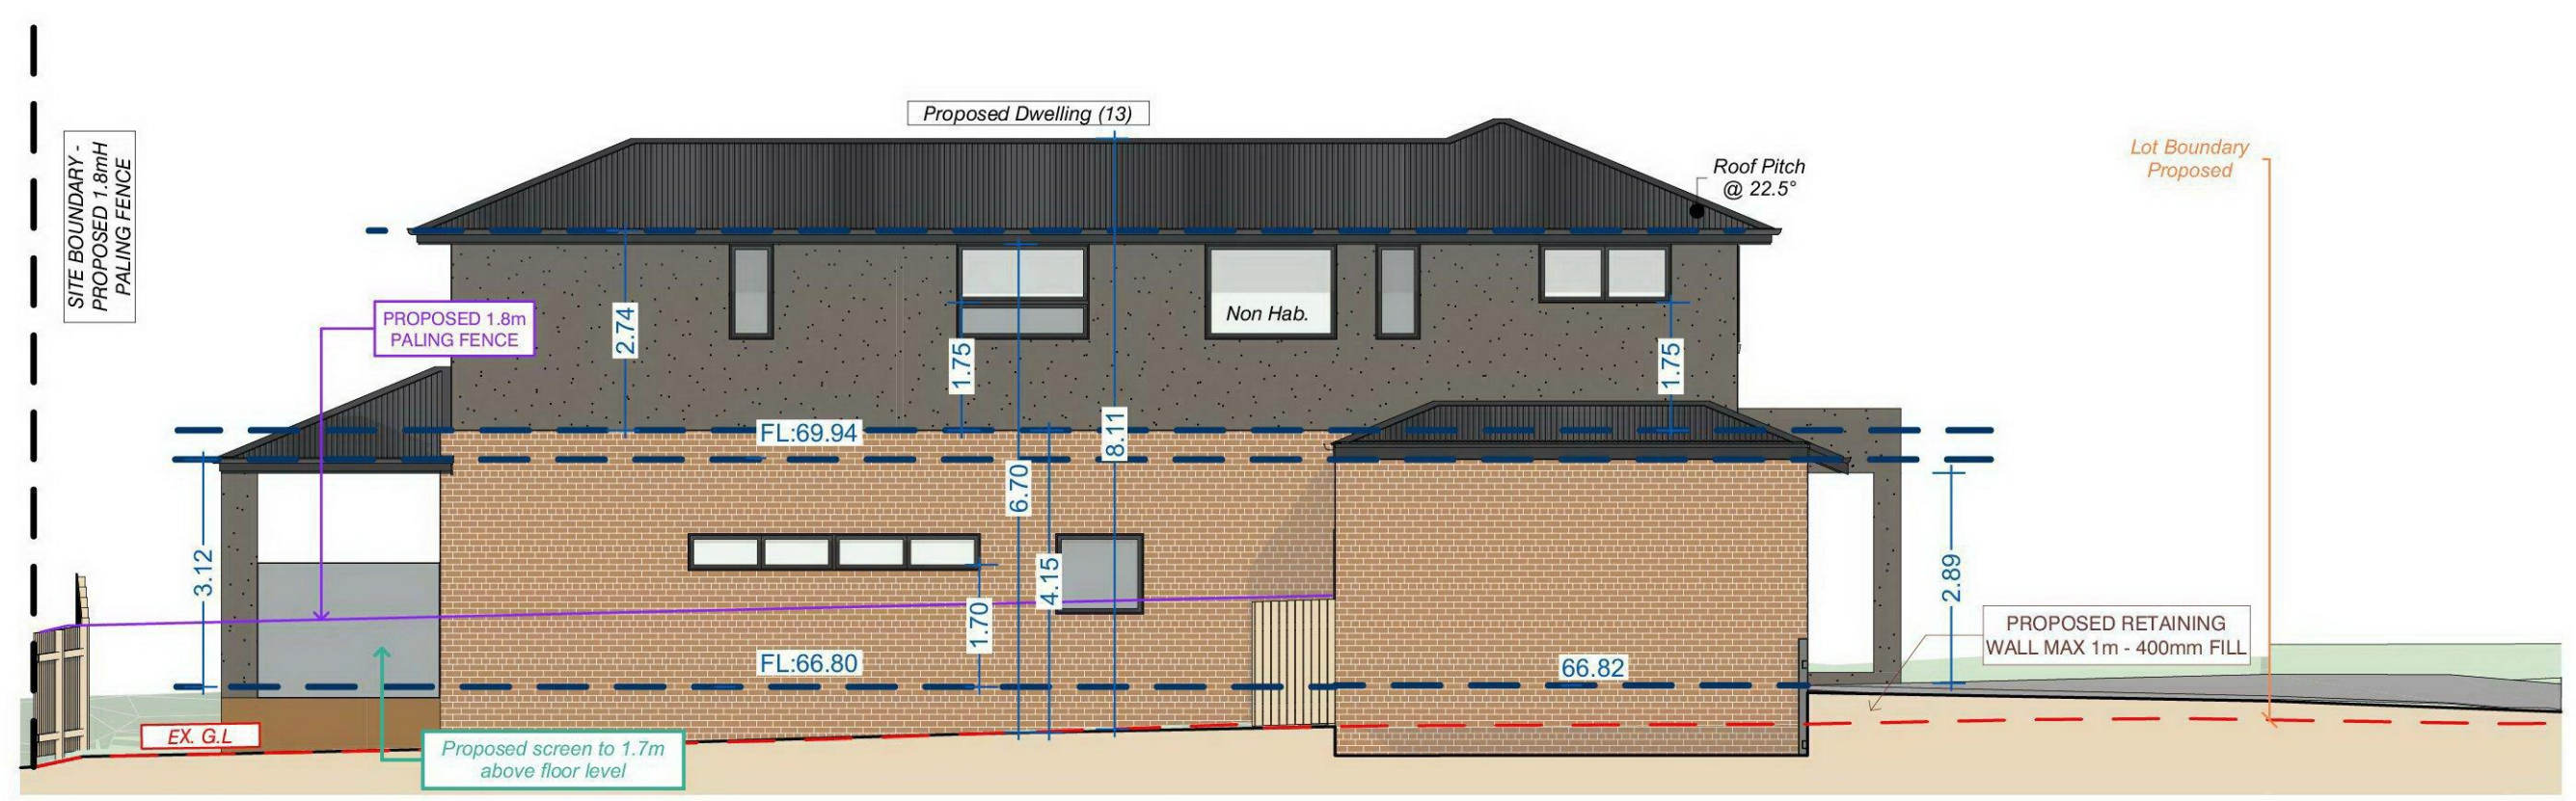 SITE BOUNDARY -
PROPOSED 1.8mH
PALING FENCE
Proposed Dwelling (13)
Roof Pitch
@ 22.5°
Lot Boundary
Proposed
PROPOSED 1.8m
PALING FENCE
Non Hab.
2.74
1.75
1.75
FL:69.94
8.11
6.70
3.12
4.15
2.89
1.70
PROPOSED RETAINING
WALL MAX 1m - 400mm FILL
FL:66.80
66.82
EX. G.L
Proposed screen to 1.7m
above floor level